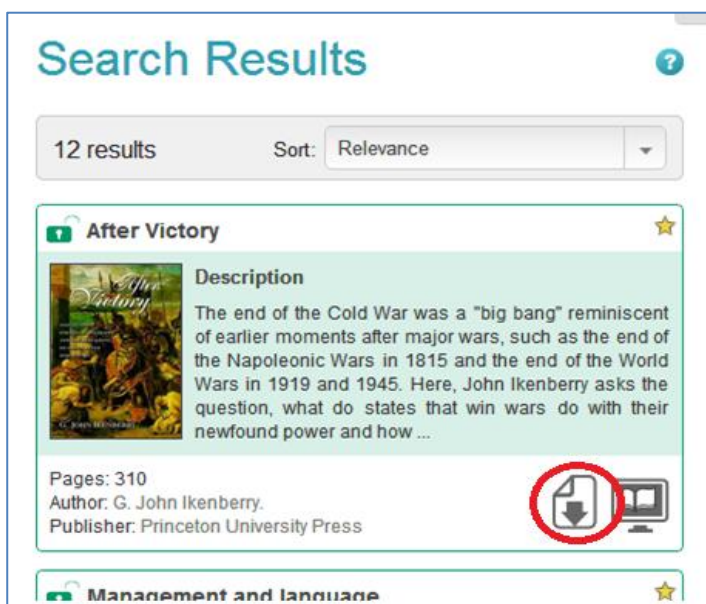 Search Results
?
12 results Sort: Relevance
After Victory
After
Victory
G. JOHN IKENBERRY
Description
The end of the Cold War was a "big bang" reminiscent
of earlier moments after major wars, such as the end of
the Napoleonic Wars in 1815 and the end of the World
Wars in 1919 and 1945. Here, John Ikenberry asks the
question, what do states that win wars do with their
newfound power and how ...
Pages: 310
Author: G. John Ikenberry.
Publisher: Princeton University Press
Management and language